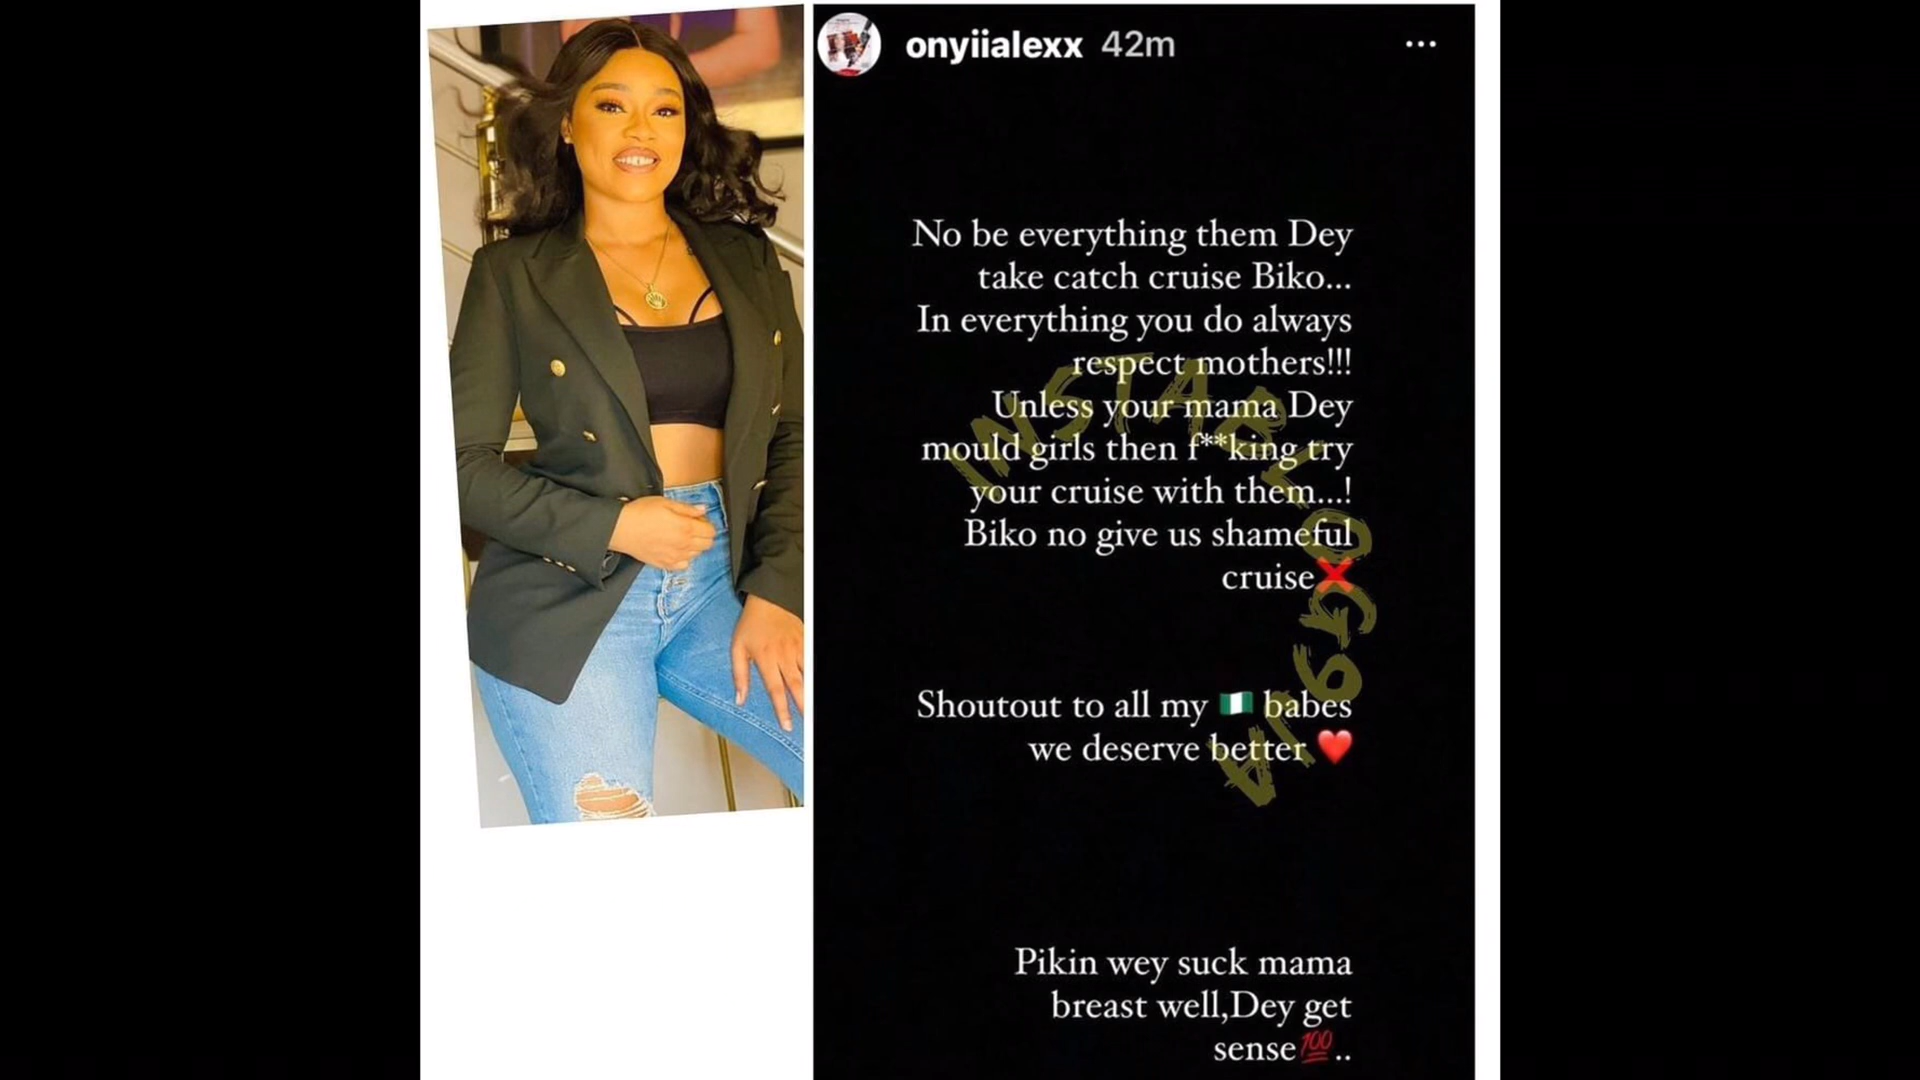 onyiialexx 42m
No be everything them Dey
take catch cruise Biko...
In everything you do always
respect mothers!!!
Unless your mama Dey
mould girls then f**king try
your cruise with them...!
Biko no give us shameful
cruise❌
Shoutout to all my 🇳🇬 babes
we deserve better ❤️
Pikin wey suck mama
breast well,Dey get
sense💯..
INSTABLOG9JA